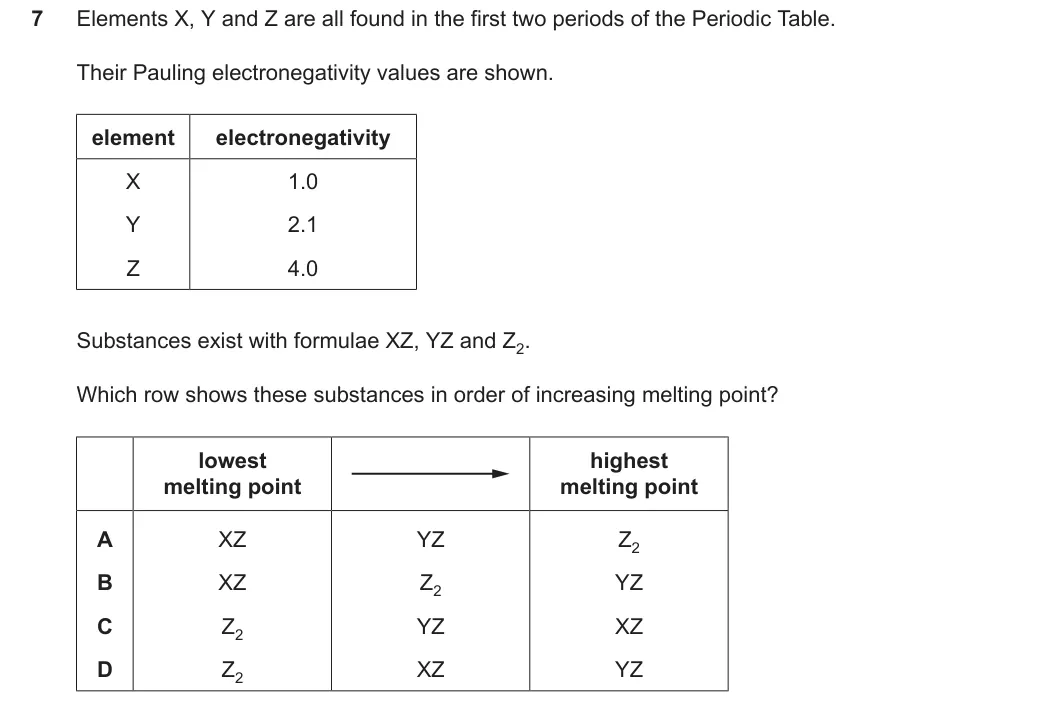 7 Elements X, Y and Z are all found in the first two periods of the Periodic Table.
Their Pauling electronegativity values are shown.
element electronegativity
X 1.0
Y 2.1
Z 4.0
Substances exist with formulae XZ, YZ and Z₂.
Which row shows these substances in order of increasing melting point?
lowest highest
melting point melting point
A XZ YZ Z₂
B XZ Z₂ YZ
C Z₂ YZ XZ
D Z₂ XZ YZ